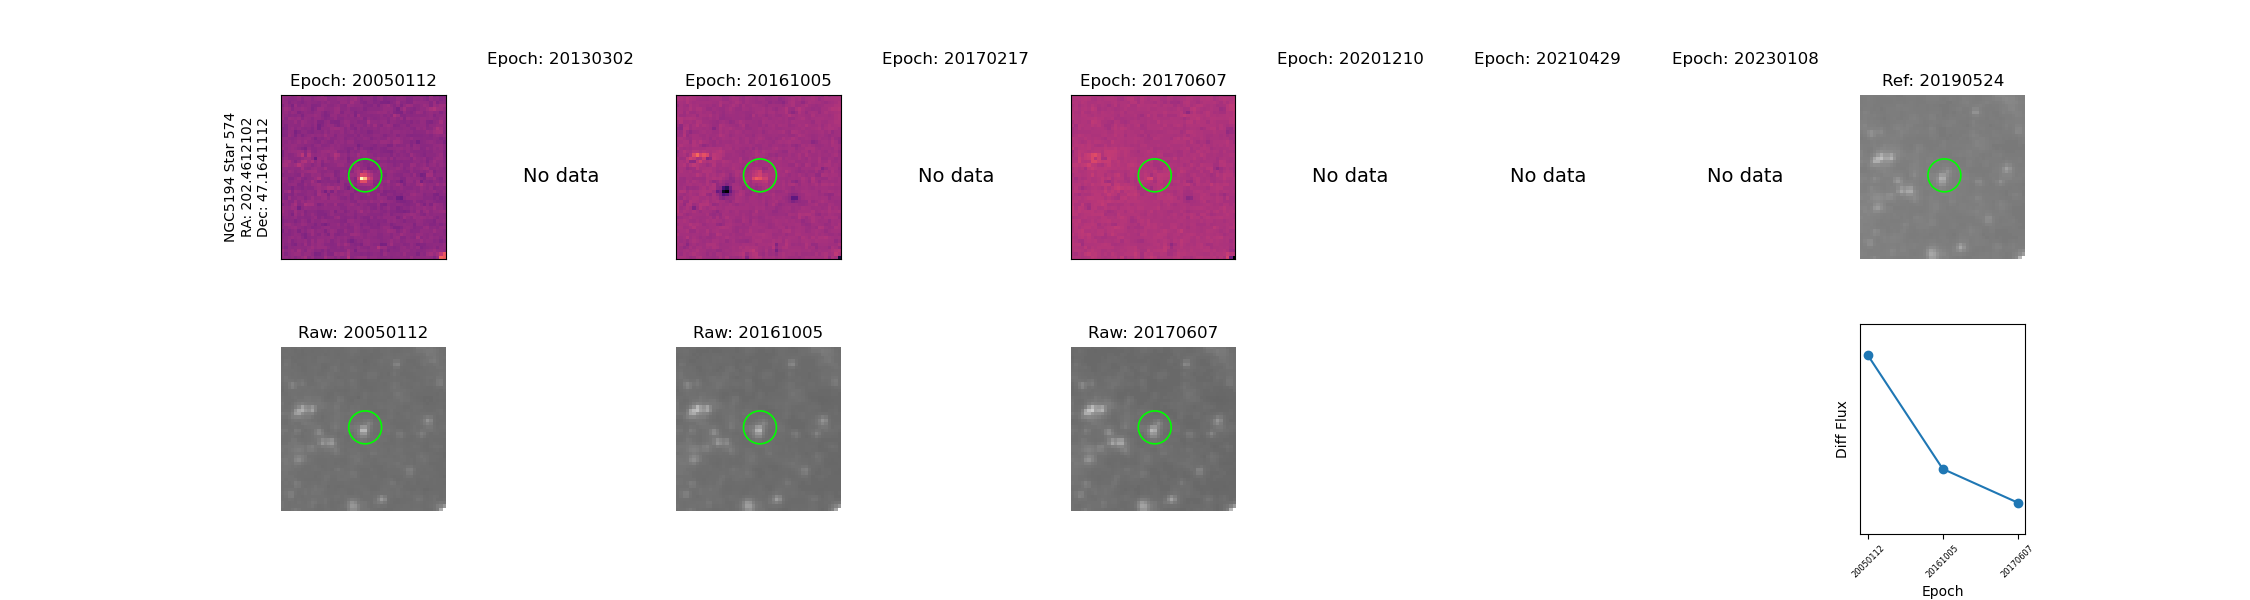 Epoch: 20050112
Epoch: 20130302
Epoch: 20161005
Epoch: 20170217
Epoch: 20170607
Epoch: 20201210
Epoch: 20210429
Epoch: 20230108
Ref: 20190524
NGC5194 Star 574
RA: 202.4612102
Dec: 47.1641112
No data
No data
No data
No data
No data
Raw: 20050112
Raw: 20161005
Raw: 20170607
Diff Flux
20050112
20161005
20170607
Epoch